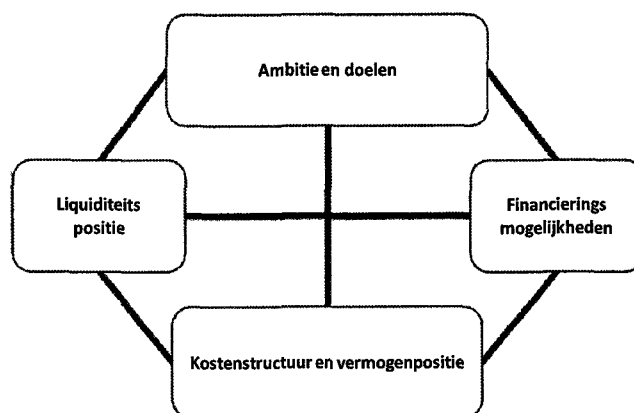 Ambitie en doelen
Liquiditeits
positie
Financierings
mogelijkheden
Kostenstructuur en vermogenpositie